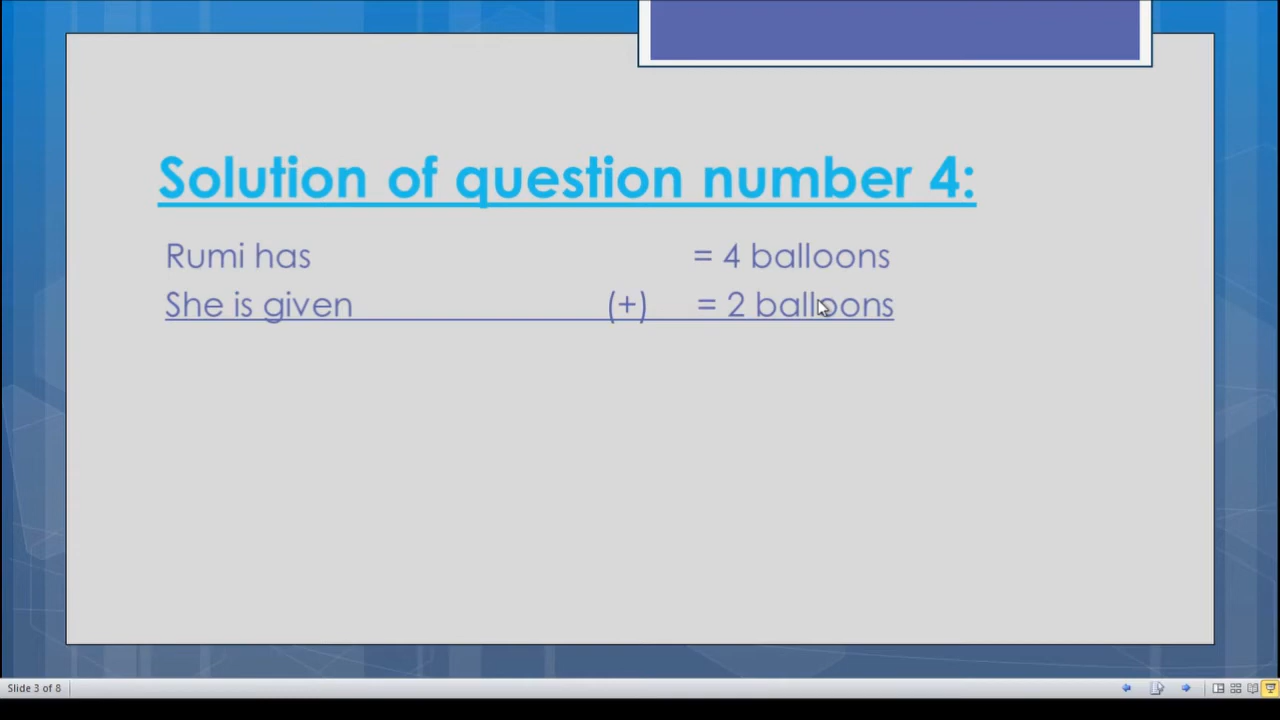 Solution of question number 4:
Rumi has = 4 balloons
She is given (+) = 2 balloons
Slide 3 of 8